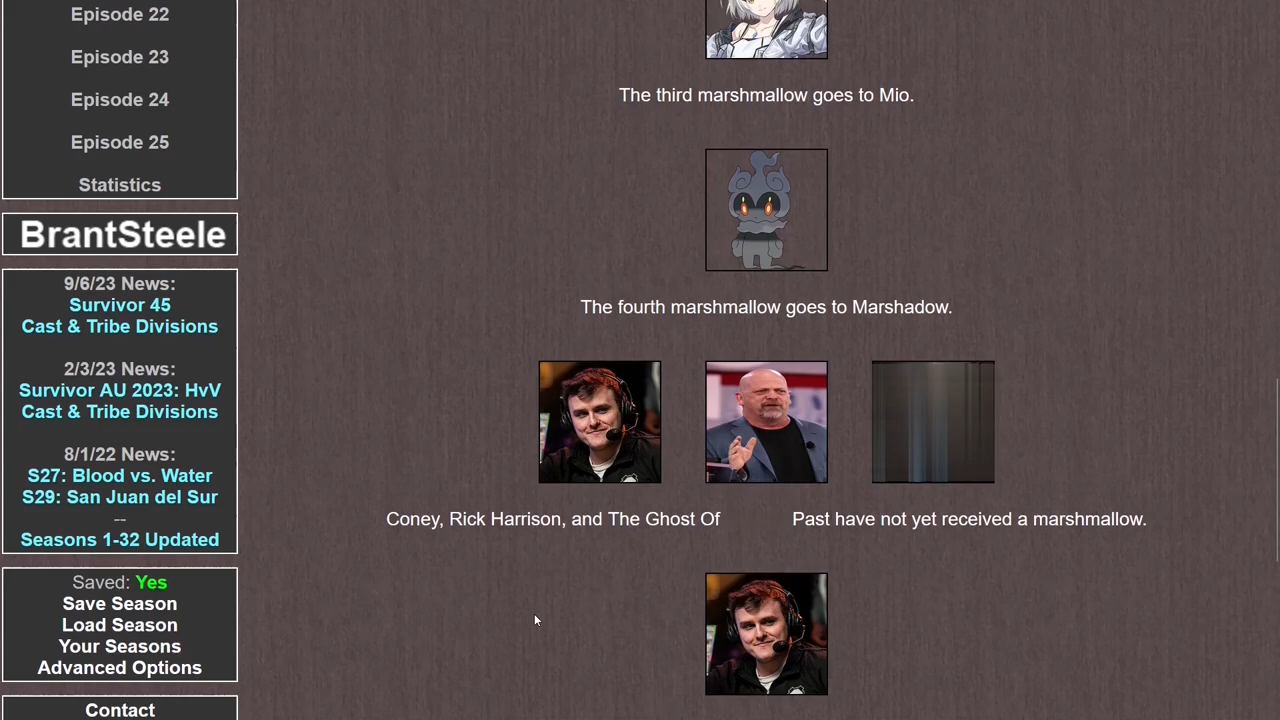 Episode 22
Episode 23
Episode 24
Episode 25
Statistics
BrantSteele
9/6/23 News:
Survivor 45
Cast & Tribe Divisions
2/3/23 News:
Survivor AU 2023: HvV
Cast & Tribe Divisions
8/1/22 News:
S27: Blood vs. Water
S29: San Juan del Sur
--
Seasons 1-32 Updated
Saved: Yes
Save Season
Load Season
Your Seasons
Advanced Options
Contact
The third marshmallow goes to Mio.
The fourth marshmallow goes to Marshadow.
Coney, Rick Harrison, and The Ghost Of Past have not yet received a marshmallow.